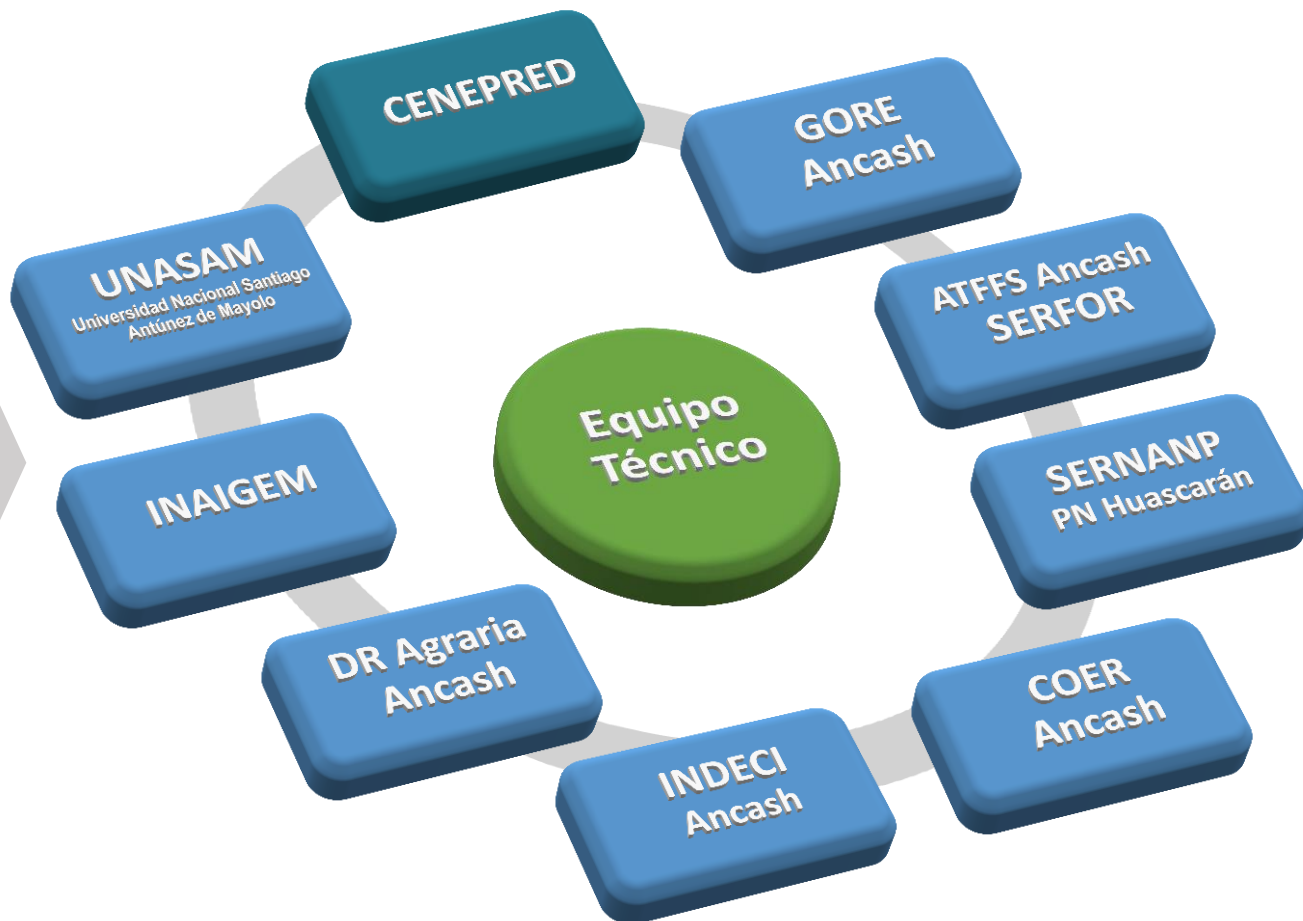 CENEPRED
GORE
Ancash
ATFFS Ancash
SERFOR
SERNANP
PN Huascarán
COER
Ancash
INDECI
Ancash
DR Agraria
Ancash
INAIGEM
UNASAM
Universidad Nacional Santiago
Antúnez de Mayolo
Equipo
Técnico